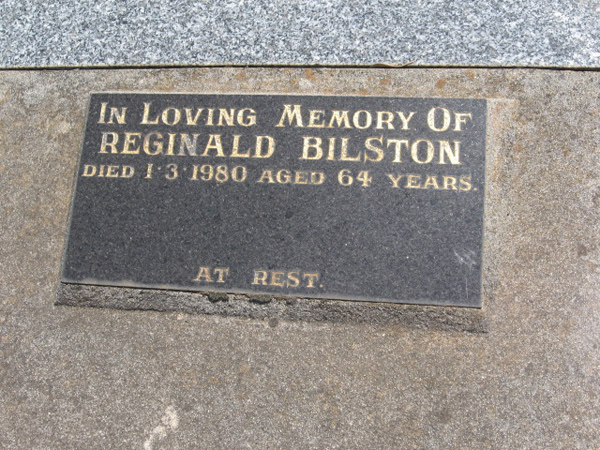 IN LOVING MEMORY OF
REGINALD BILSTON
DIED 1·3·1980 AGED 64 YEARS.
AT REST.